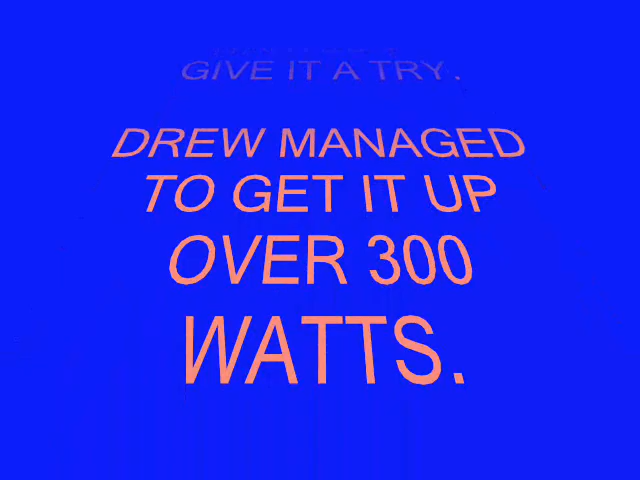 GIVE IT A TRY.
DREW MANAGED
TO GET IT UP
OVER 300
WATTS.